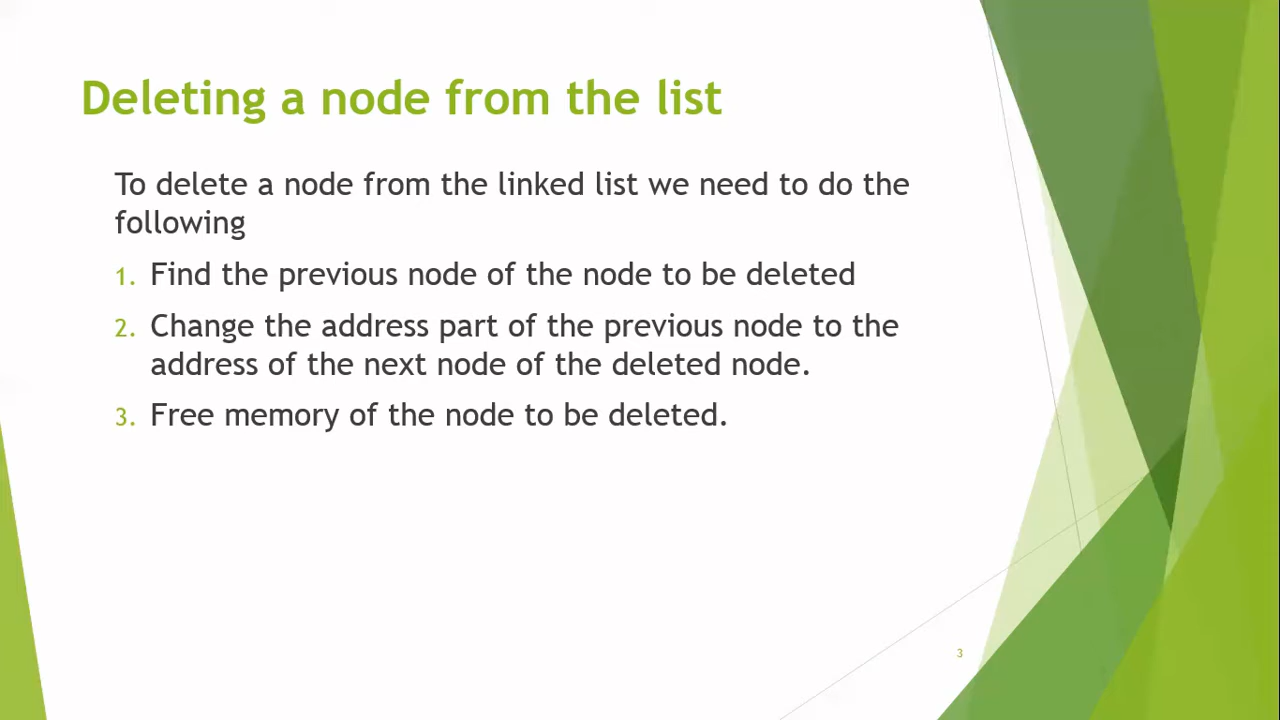 Deleting a node from the list
To delete a node from the linked list we need to do the
following
1. Find the previous node of the node to be deleted
2. Change the address part of the previous node to the
address of the next node of the deleted node.
3. Free memory of the node to be deleted.
3